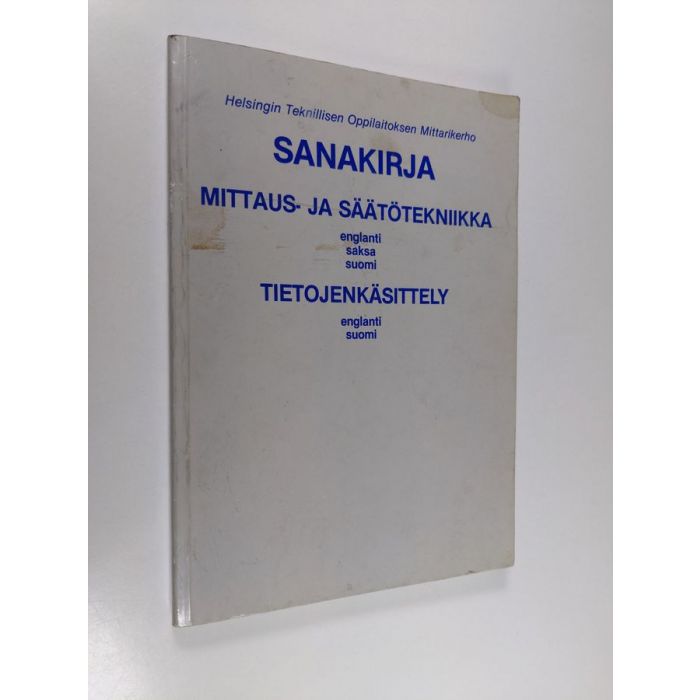 Helsingin Teknillisen Oppilaitoksen Mittarikerho
SANAKIRJA
MITTAUS- JA SÄÄTÖTEKNIIKKA
englanti
saksa
suomi
TIETOJENKÄSITTELY
englanti
suomi